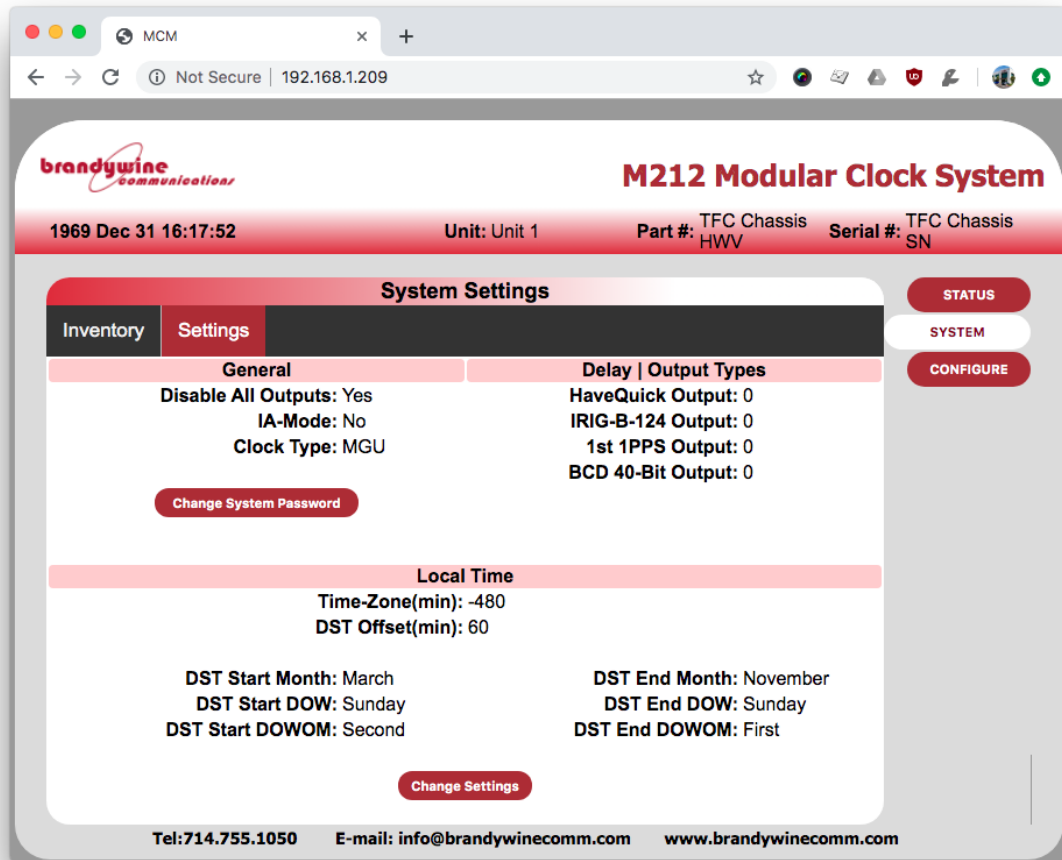 MCM
Not Secure | 192.168.1.209
brandywine
communications
M212 Modular Clock System
1969 Dec 31 16:17:52
Unit: Unit 1
Part #: TFC Chassis HWV
Serial #: TFC Chassis SN
System Settings
Inventory
Settings
STATUS
SYSTEM
CONFIGURE
General
Disable All Outputs: Yes
IA-Mode: No
Clock Type: MGU
Change System Password
Delay | Output Types
HaveQuick Output: 0
IRIG-B-124 Output: 0
1st 1PPS Output: 0
BCD 40-Bit Output: 0
Local Time
Time-Zone(min): -480
DST Offset(min): 60
DST Start Month: March
DST Start DOW: Sunday
DST Start DOWOM: Second
DST End Month: November
DST End DOW: Sunday
DST End DOWOM: First
Change Settings
Tel:714.755.1050 E-mail: info@brandywinecomm.com www.brandywinecomm.com